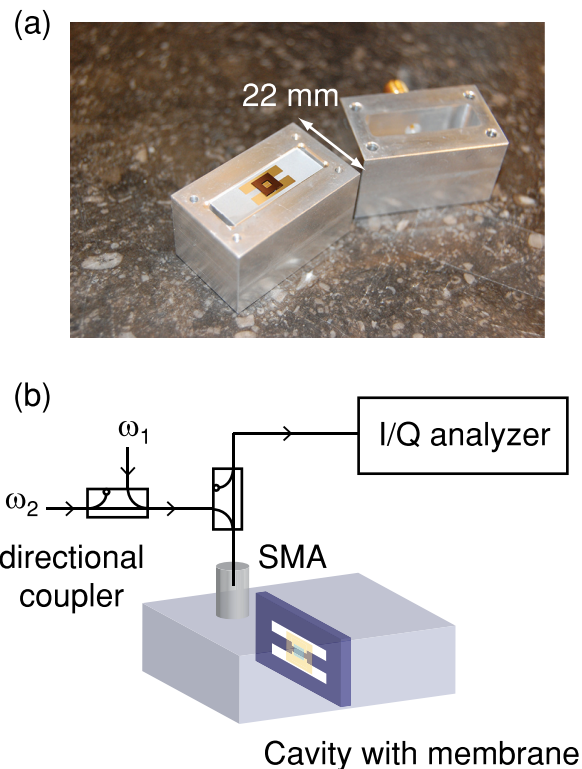 (a)
22 mm
(b)
ω1
I/Q analyzer
ω2
directional
coupler
SMA
Cavity with membrane